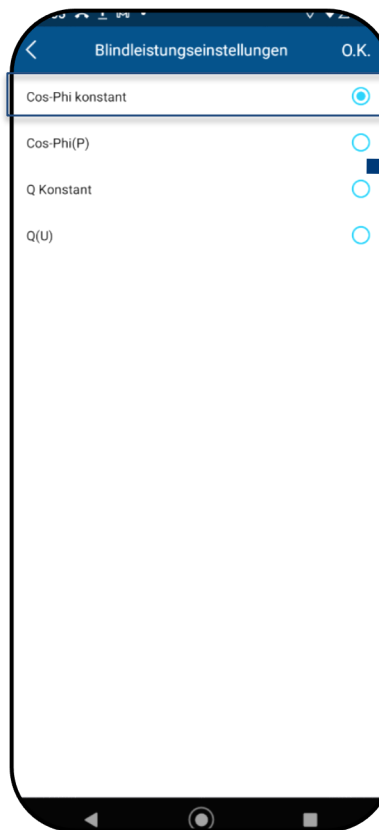 Blindleistungseinstellungen O.K.
Cos-Phi konstant
Cos-Phi(P)
Q Konstant
Q(U)